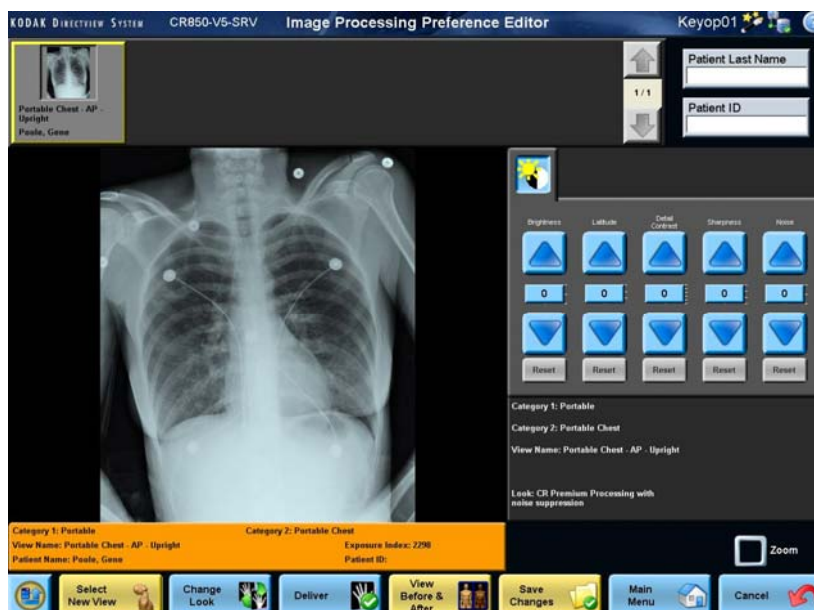 KODAK DIRECTVIEW SYSTEM CR850-V5-SRV Image Processing Preference Editor Keyop01
Portable Chest - AP - Upright
Poole, Gene
1 / 1
Patient Last Name
Patient ID
Brightness Latitude Detail Contrast Sharpness Noise
0 0 0 0 0
Reset Reset Reset Reset Reset
Category 1: Portable
Category 2: Portable Chest
View Name: Portable Chest - AP - Upright
Look: CR Premium Processing with
noise suppression
Category 1: Portable Category 2: Portable Chest
View Name: Portable Chest - AP - Upright Exposure Index: 2298
Patient Name: Poole, Gene Patient ID:
Zoom
Select New View
Change Look
Deliver
View Before & After
Save Changes
Main Menu
Cancel